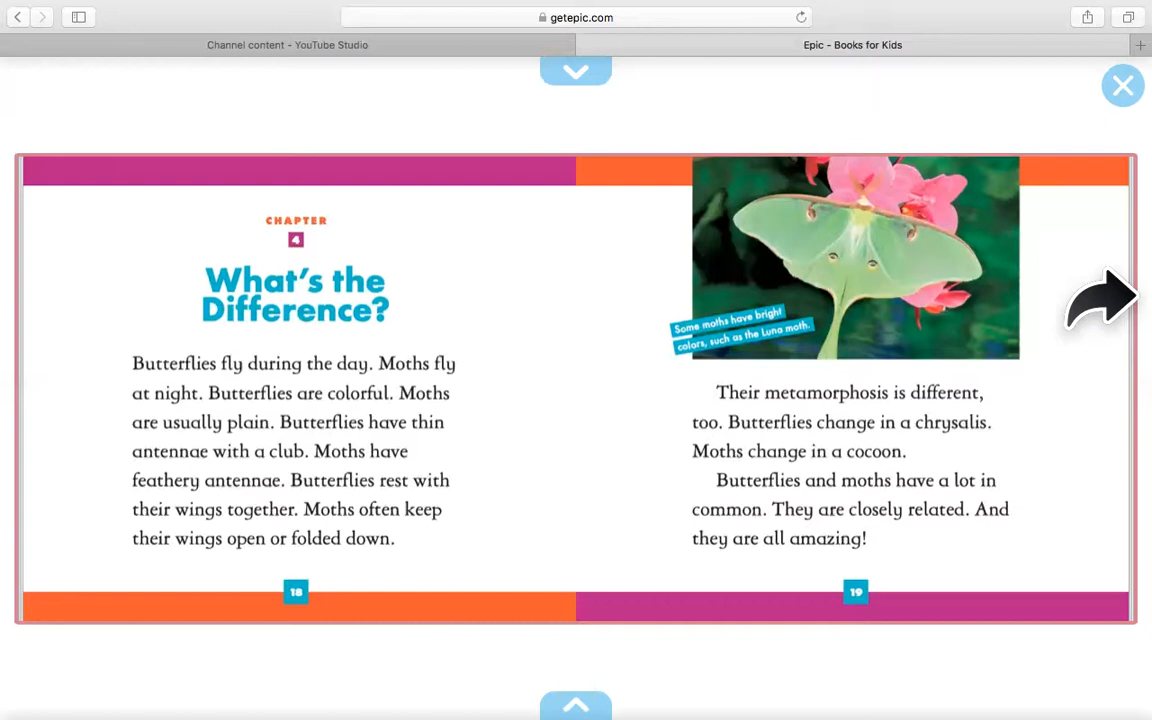 getepic.com
Channel content - YouTube Studio
Epic - Books for Kids
CHAPTER
4
What's the
Difference?
Butterflies fly during the day. Moths fly
at night. Butterflies are colorful. Moths
are usually plain. Butterflies have thin
antennae with a club. Moths have
feathery antennae. Butterflies rest with
their wings together. Moths often keep
their wings open or folded down.
18
Some moths have bright
colors, such as the Luna moth.
Their metamorphosis is different,
too. Butterflies change in a chrysalis.
Moths change in a cocoon.
Butterflies and moths have a lot in
common. They are closely related. And
they are all amazing!
19